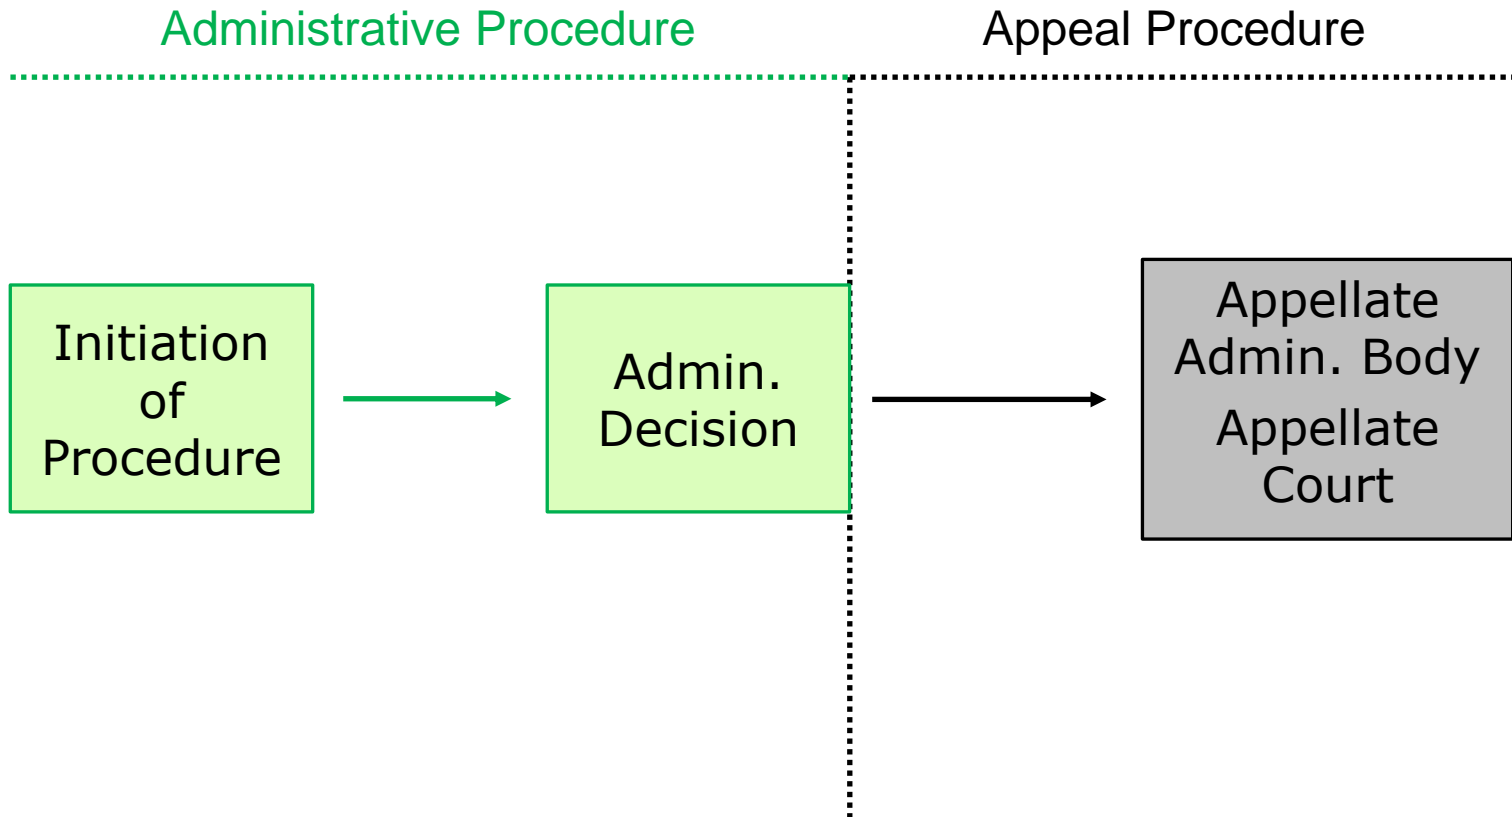 Administrative Procedure
Appeal Procedure
Initiation
of
Procedure
Admin.
Decision
Appellate
Admin. Body
Appellate
Court